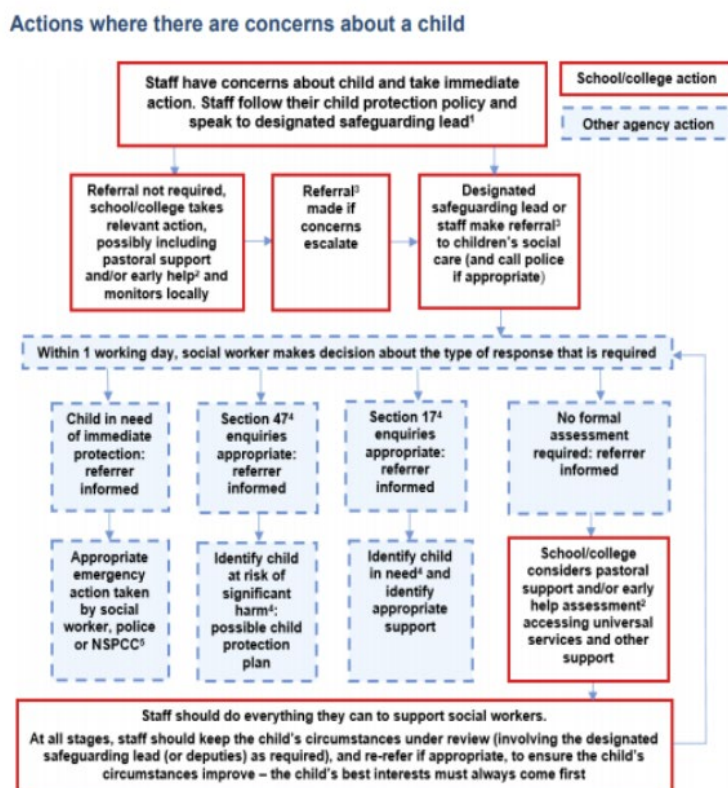 Actions where there are concerns about a child
Staff have concerns about child and take immediate
action. Staff follow their child protection policy and
speak to designated safeguarding lead¹
School/college action
Other agency action
Referral not required,
school/college takes
relevant action,
possibly including
pastoral support
and/or early help² and
monitors locally
Referral³
made if
concerns
escalate
Designated
safeguarding lead or
staff make referral³
to children's social
care (and call police
if appropriate)
Within 1 working day, social worker makes decision about the type of response that is required
Child in need
of immediate
protection:
referrer
informed
Section 47⁴
enquiries
appropriate:
referrer
informed
Section 17⁴
enquiries
appropriate:
referrer
informed
No formal
assessment
required: referrer
informed
Appropriate
emergency
action taken
by social
worker, police
or NSPCC⁵
Identify child
at risk of
significant
harm⁴:
possible child
protection
plan
Identify child
in need⁴ and
identify
appropriate
support
School/college
considers pastoral
support and/or early
help assessment²
accessing universal
services and other
support
Staff should do everything they can to support social workers.
At all stages, staff should keep the child's circumstances under review (involving the designated
safeguarding lead (or deputies) as required), and re-refer if appropriate, to ensure the child's
circumstances improve – the child's best interests must always come first